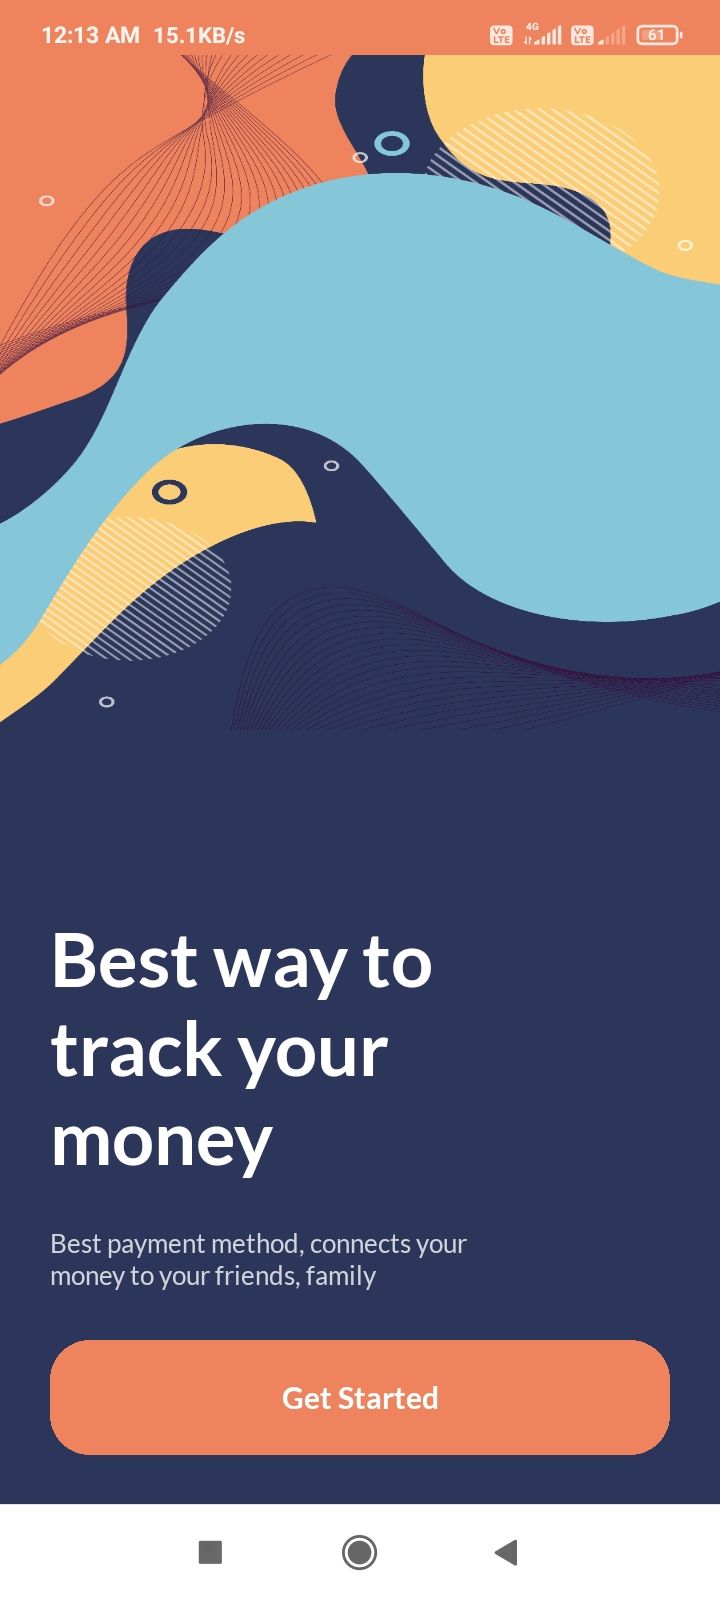 12:13 AM 15.1KB/s Vo LTE 4G Vo LTE 61
Best way to
track your
money
Best payment method, connects your
money to your friends, family
Get Started